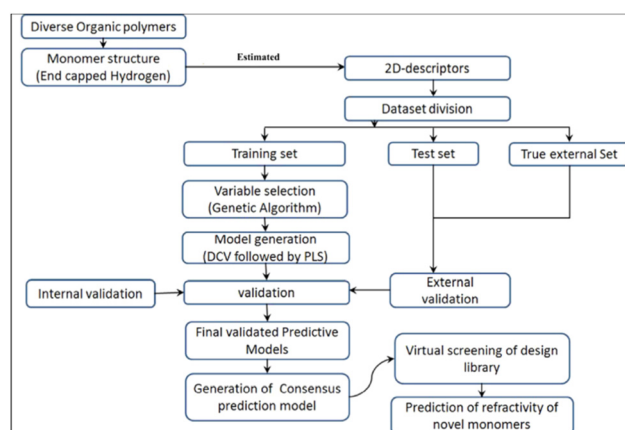 Diverse Organic polymers
Monomer structure
(End capped Hydrogen)
Estimated
2D-descriptors
Dataset division
Training set
Test set
True external Set
Variable selection
(Genetic Algorithm)
Model generation
(DCV followed by PLS)
Internal validation
validation
External
validation
Final validated Predictive
Models
Generation of Consensus
prediction model
Virtual screening of design
library
Prediction of refractivity of
novel monomers